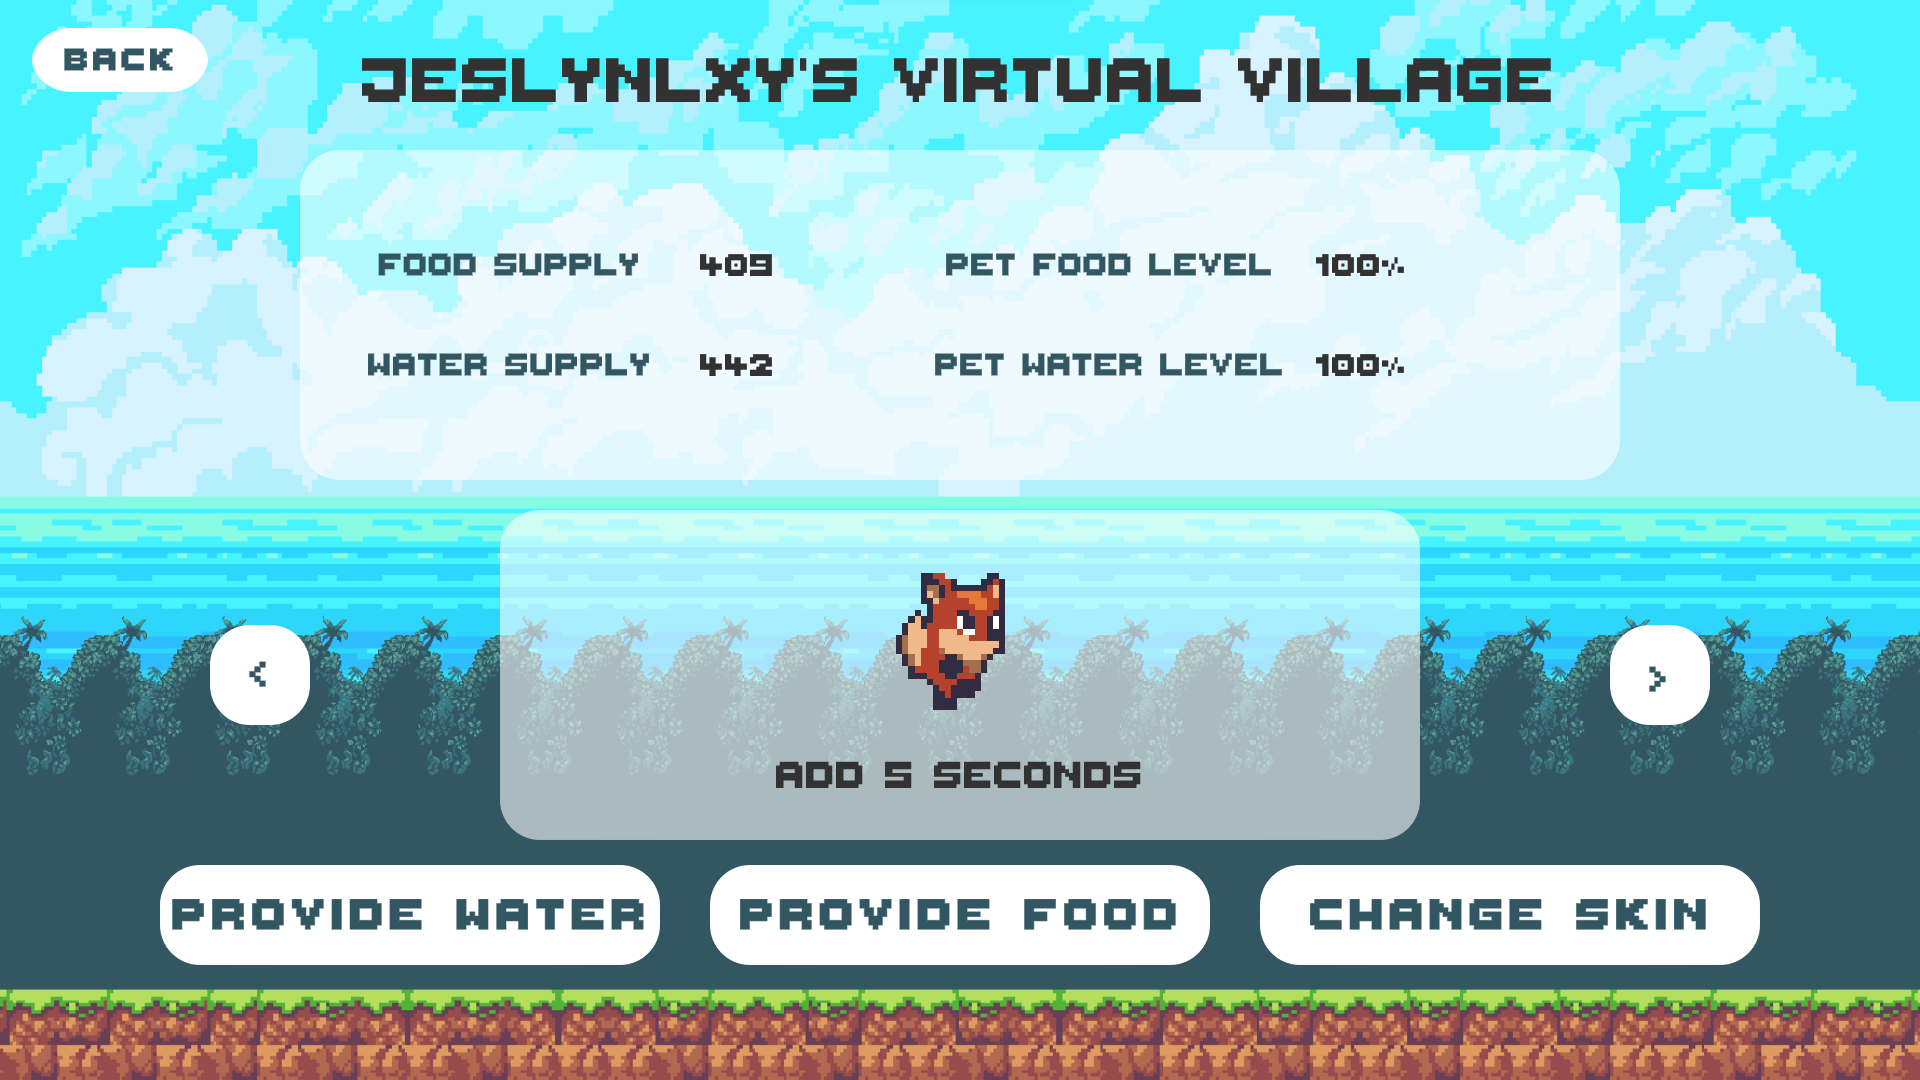 BACK
JESLYNLXY'S VIRTUAL VILLAGE
FOOD SUPPLY 409 PET FOOD LEVEL 100%
WATER SUPPLY 442 PET WATER LEVEL 100%
< >
ADD 5 SECONDS
PROVIDE WATER PROVIDE FOOD CHANGE SKIN